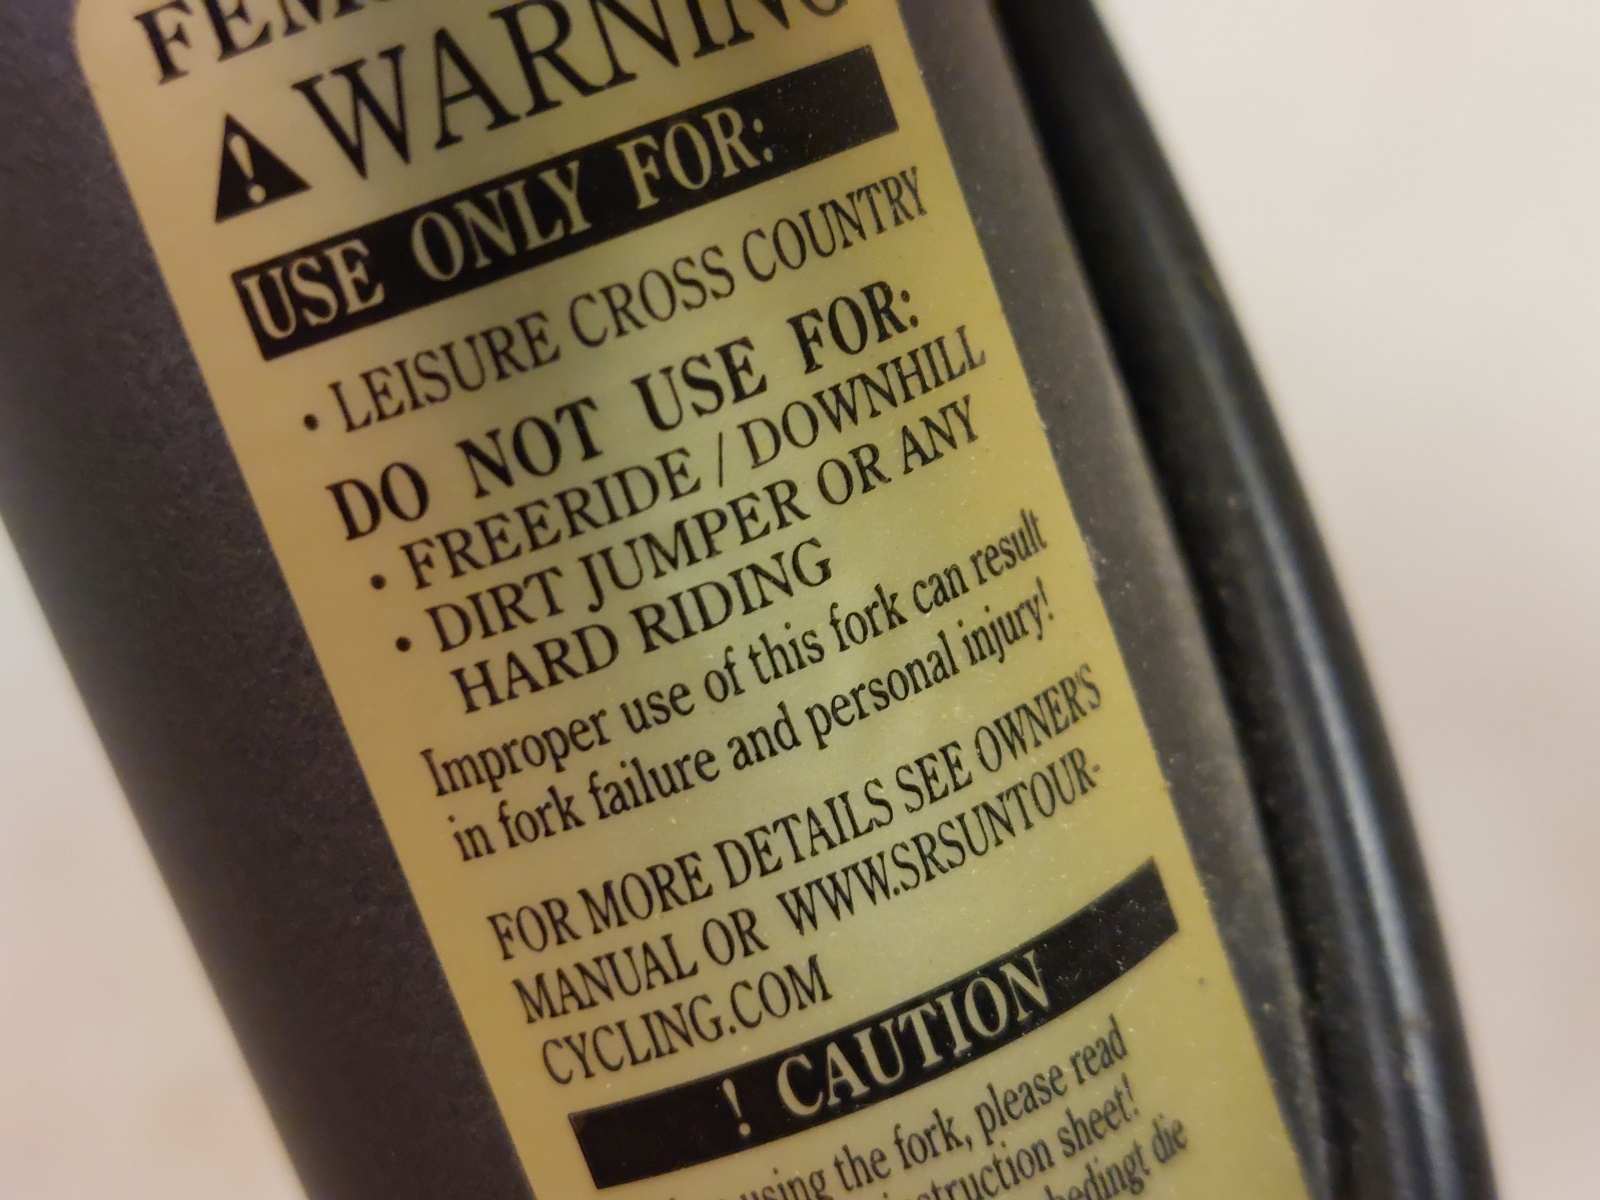 WARNING
USE ONLY FOR:
• LEISURE CROSS COUNTRY
DO NOT USE FOR:
• FREERIDE / DOWNHILL
• DIRT JUMPER OR ANY
HARD RIDING
Improper use of this fork can result
in fork failure and personal injury!
FOR MORE DETAILS SEE OWNER'S
MANUAL OR WWW.SRSUNTOUR-
CYCLING.COM
! CAUTION
using the fork, please read
sheet!
die